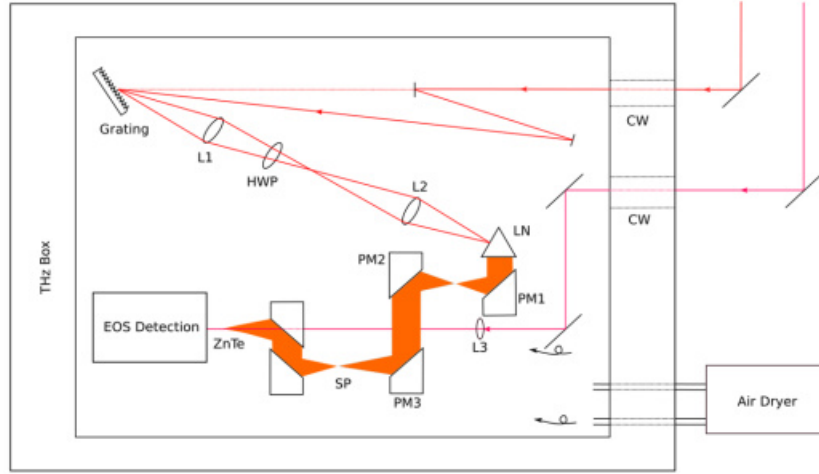 Grating
L1
HWP
L2
LN
CW
CW
THz Box
PM2
PM1
EOS Detection
ZnTe
L3
SP
PM3
Air Dryer